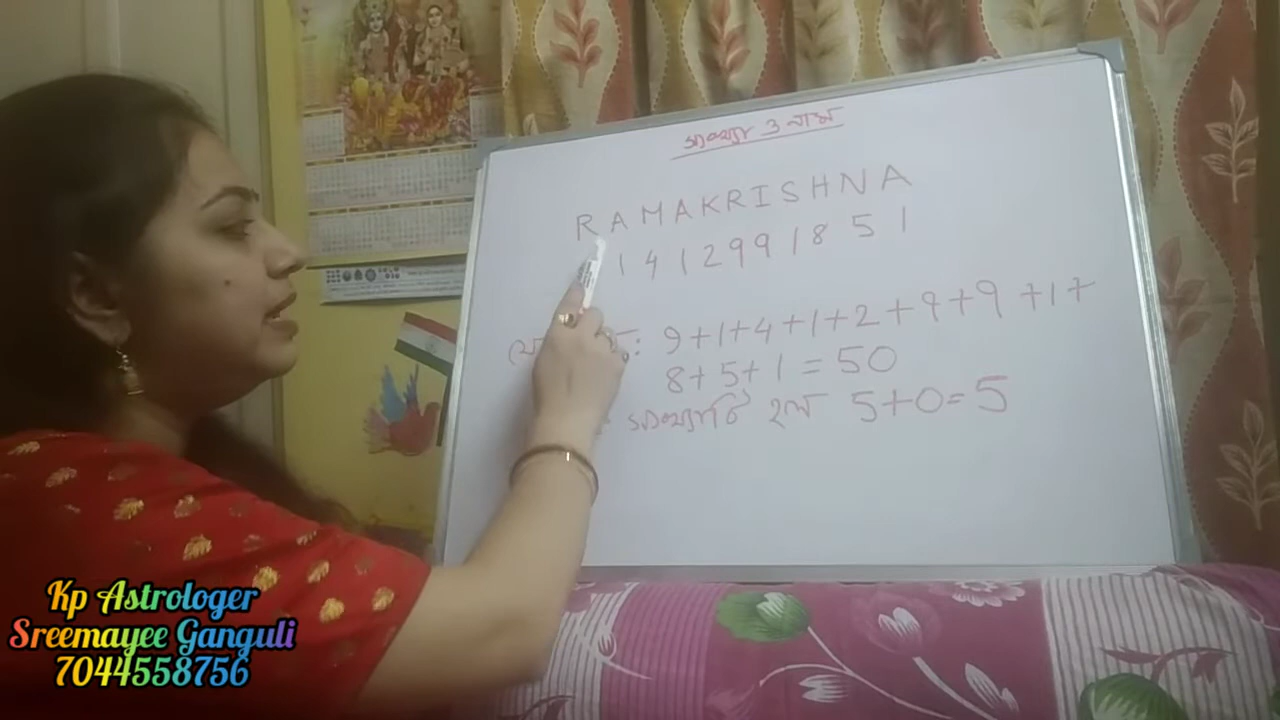 সংখ্যা ও নাম
RAMAKRISHNA
1 4 1 2 9 9 1 8 5 1
9+1+4+1+2+9+9+1+
8+5+1=50
সংখ্যাটি হল 5+0=5
Kp Astrologer
Sreemayee Ganguli
7044558756